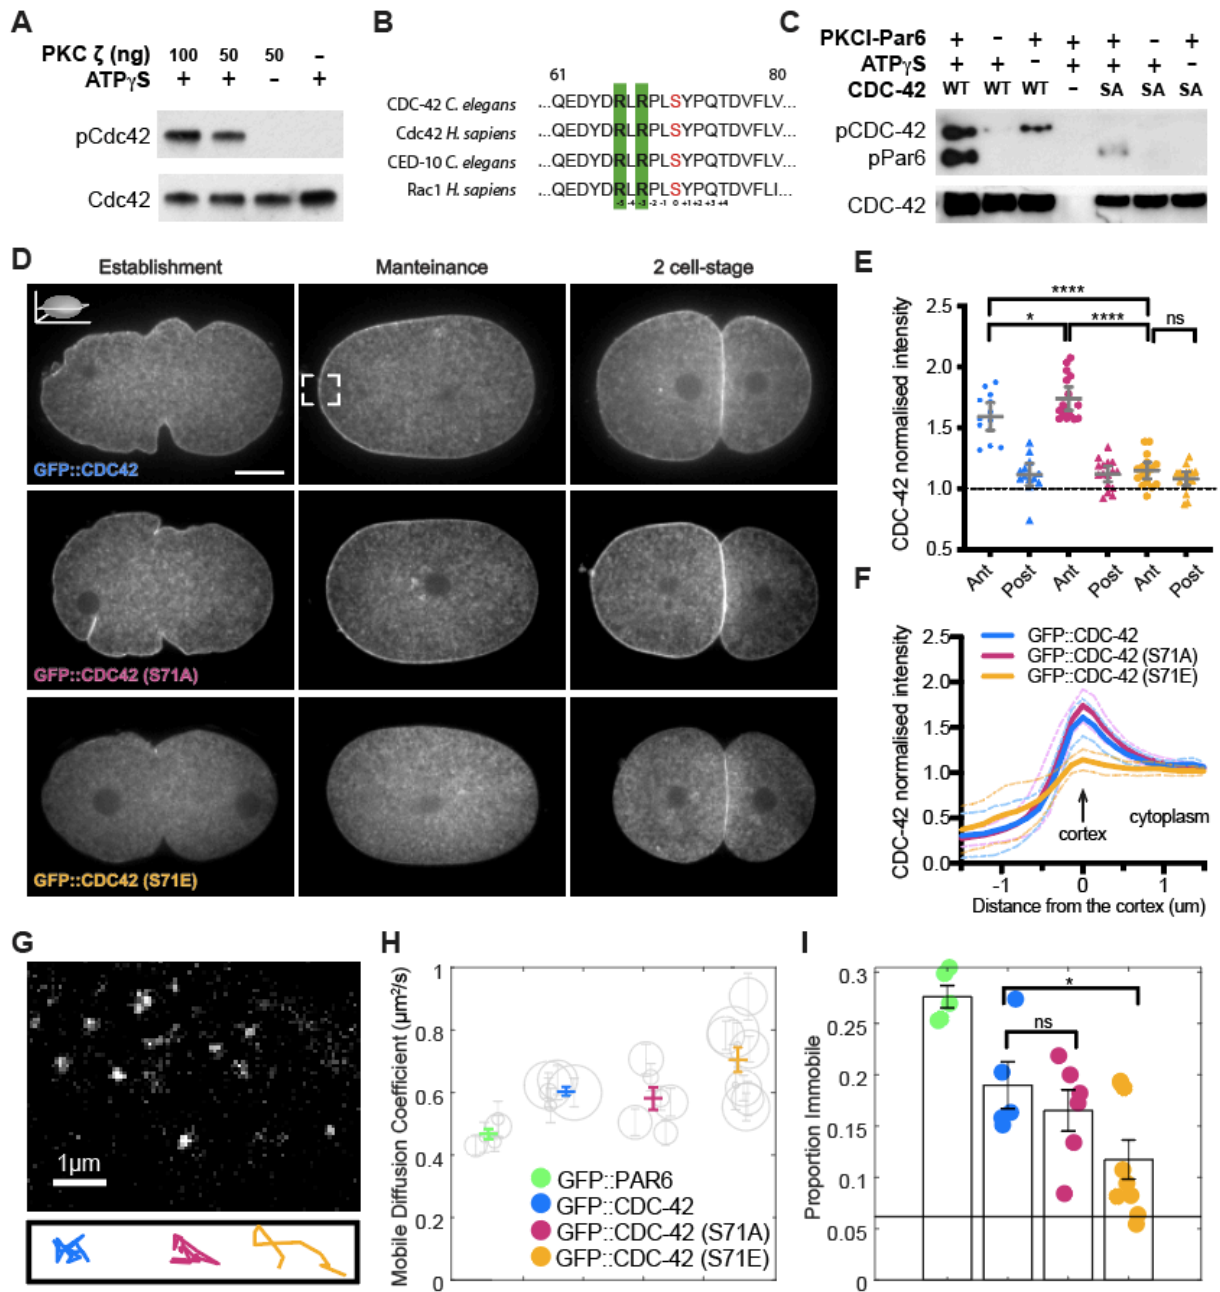 A
PKC ζ (ng) 100 50 50 –
ATPγS + + – +
pCdc42
Cdc42
B
61 80
CDC-42 C. elegans ...QEDYDRLRPLSYPQTDVFLV...
Cdc42 H. sapiens ...QEDYDRLRPLSYPQTDVFLV...
CED-10 C. elegans ...QEDYDRLRPLSYPQTDVFLV...
Rac1 H. sapiens ...QEDYDRLRPLSYPQTDVFLI...
-5 -4 -3 -2 -1 0 +1 +2 +3 +4
C
PKCI-Par6 + – + + + – +
ATPγS + + – + + + –
CDC-42 WT WT WT – SA SA SA
pCDC-42
pPar6
CDC-42
D
Establishment Manteinance 2 cell-stage
GFP::CDC42
GFP::CDC42 (S71A)
GFP::CDC42 (S71E)
E
CDC-42 normalised intensity
2.5
2.0
1.5
1.0
0.5
****
* **** ns
Ant Post Ant Post Ant Post
F
CDC-42 normalised intensity
2.5
2.0
1.5
1.0
0.5
0.0
GFP::CDC-42
GFP::CDC-42 (S71A)
GFP::CDC-42 (S71E)
cortex
cytoplasm
-1 0 1
Distance from the cortex (um)
G
1µm
H
Mobile Diffusion Coefficient (µm²/s)
1
0.8
0.6
0.4
0.2
0
GFP::PAR6
GFP::CDC-42
GFP::CDC-42 (S71A)
GFP::CDC-42 (S71E)
I
Proportion Immobile
0.3
0.25
0.2
0.15
0.1
0.05
0
*
ns